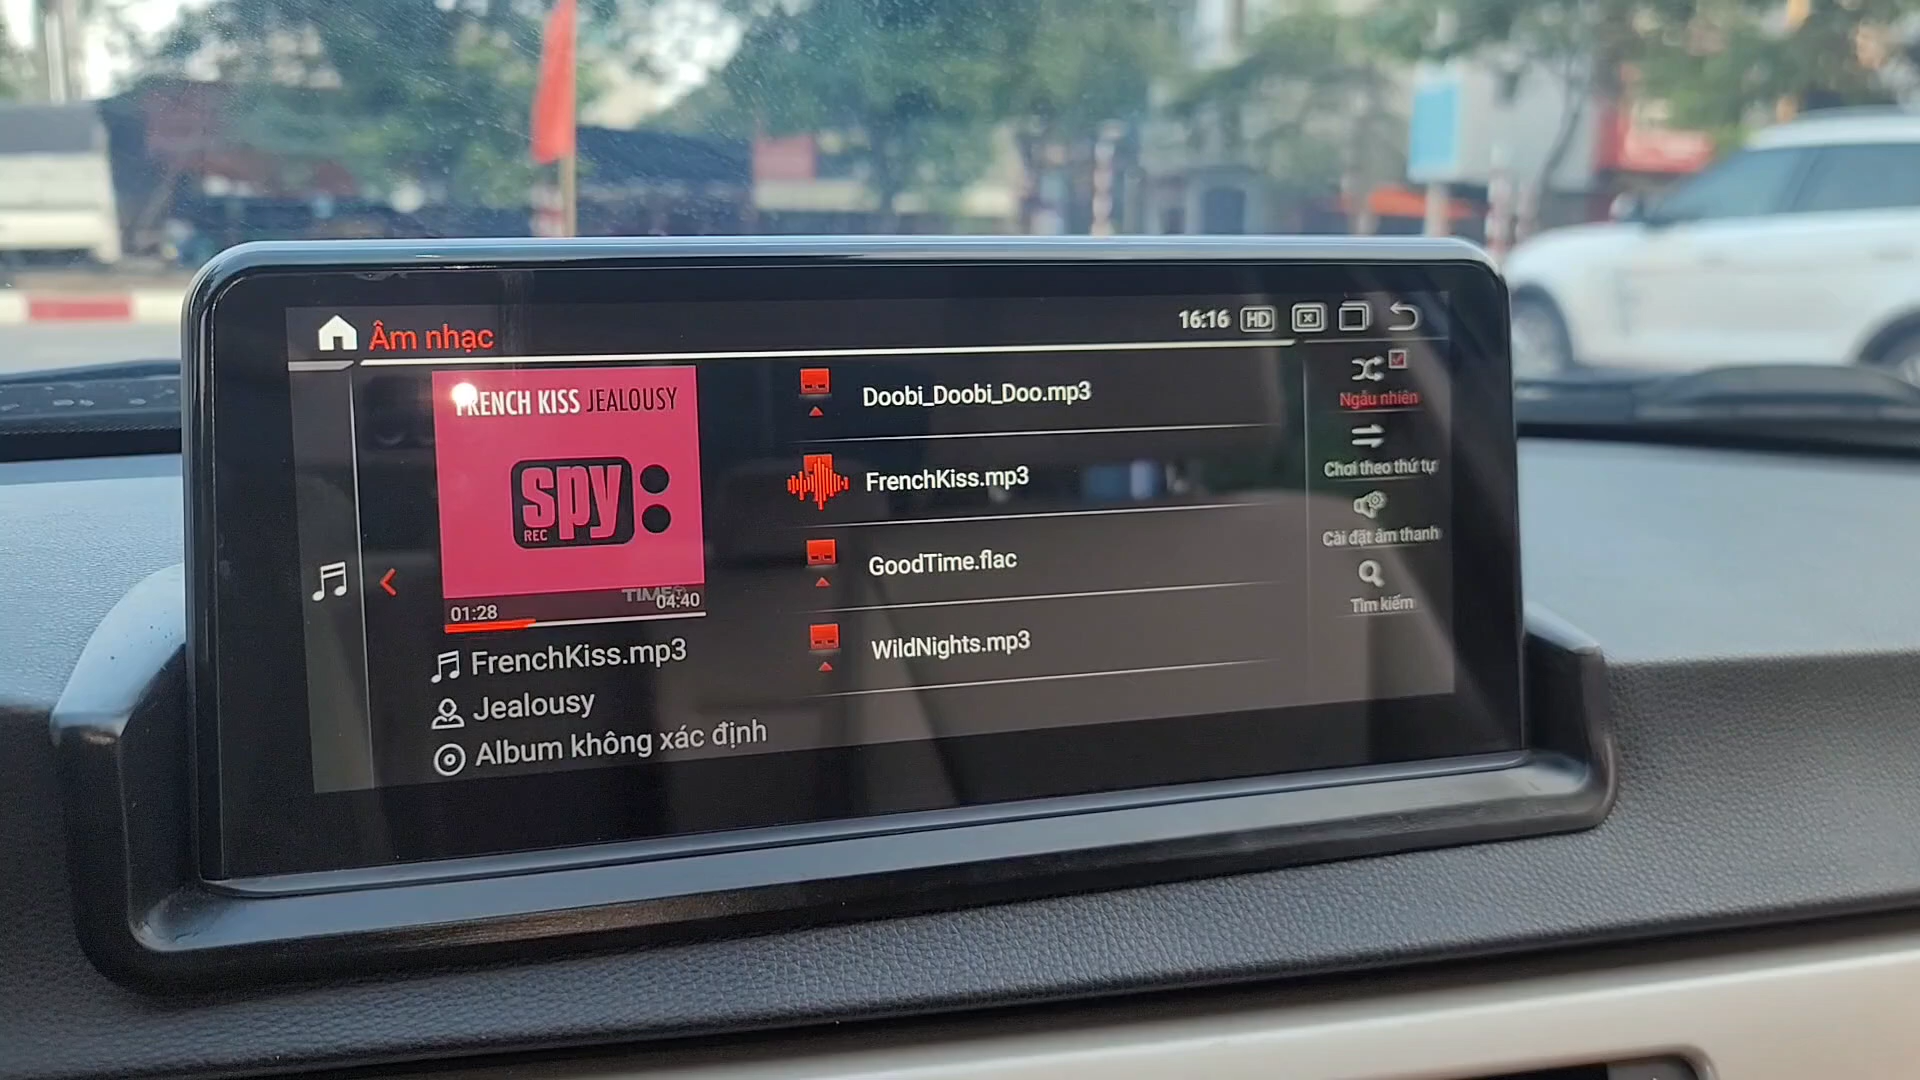 Âm nhạc
16:16 HD
FRENCH KISS JEALOUSY
spy:
REC
TIME
01:28
04:40
FrenchKiss.mp3
Jealousy
Album không xác định
Doobi_Doobi_Doo.mp3
FrenchKiss.mp3
GoodTime.flac
WildNights.mp3
Ngẫu nhiên
Chơi theo thứ tự
Cài đặt âm thanh
Tìm kiếm